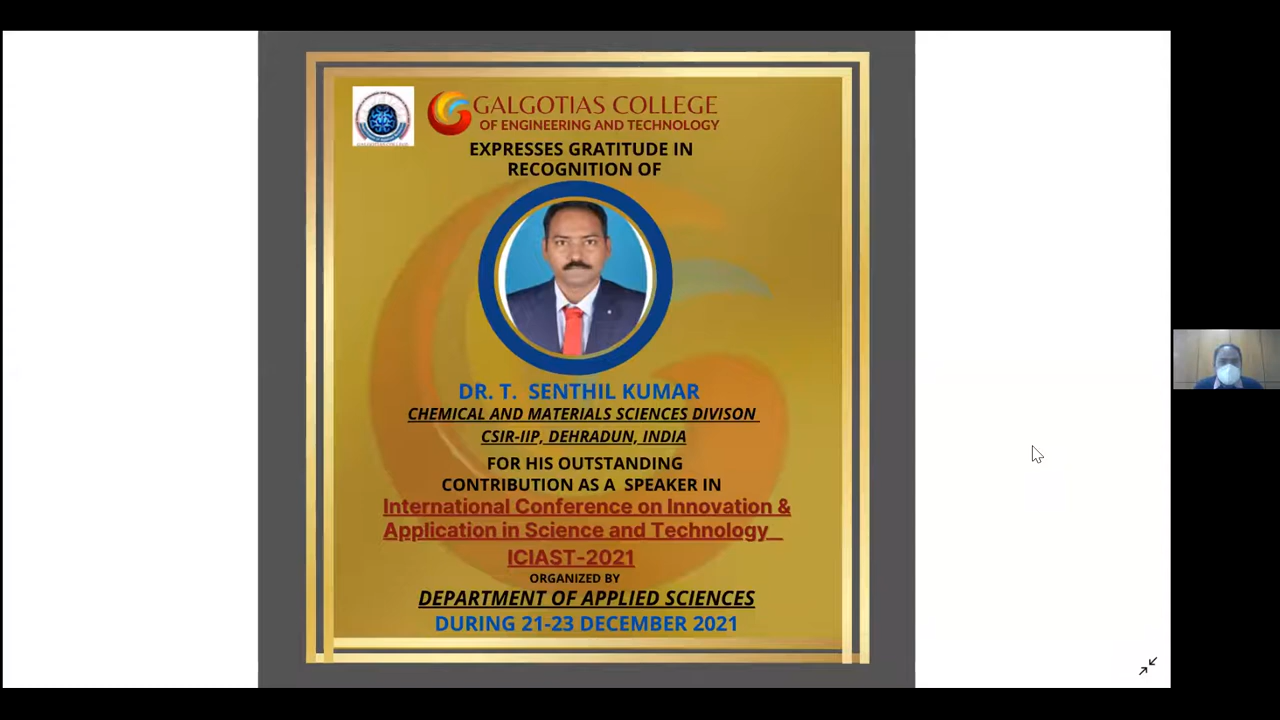 GALGOTIAS COLLEGE
OF ENGINEERING AND TECHNOLOGY
EXPRESSES GRATITUDE IN
RECOGNITION OF
DR. T. SENTHIL KUMAR
CHEMICAL AND MATERIALS SCIENCES DIVISON
CSIR-IIP, DEHRADUN, INDIA
FOR HIS OUTSTANDING
CONTRIBUTION AS A SPEAKER IN
International Conference on Innovation &
Application in Science and Technology
ICIAST-2021
ORGANIZED BY
DEPARTMENT OF APPLIED SCIENCES
DURING 21-23 DECEMBER 2021